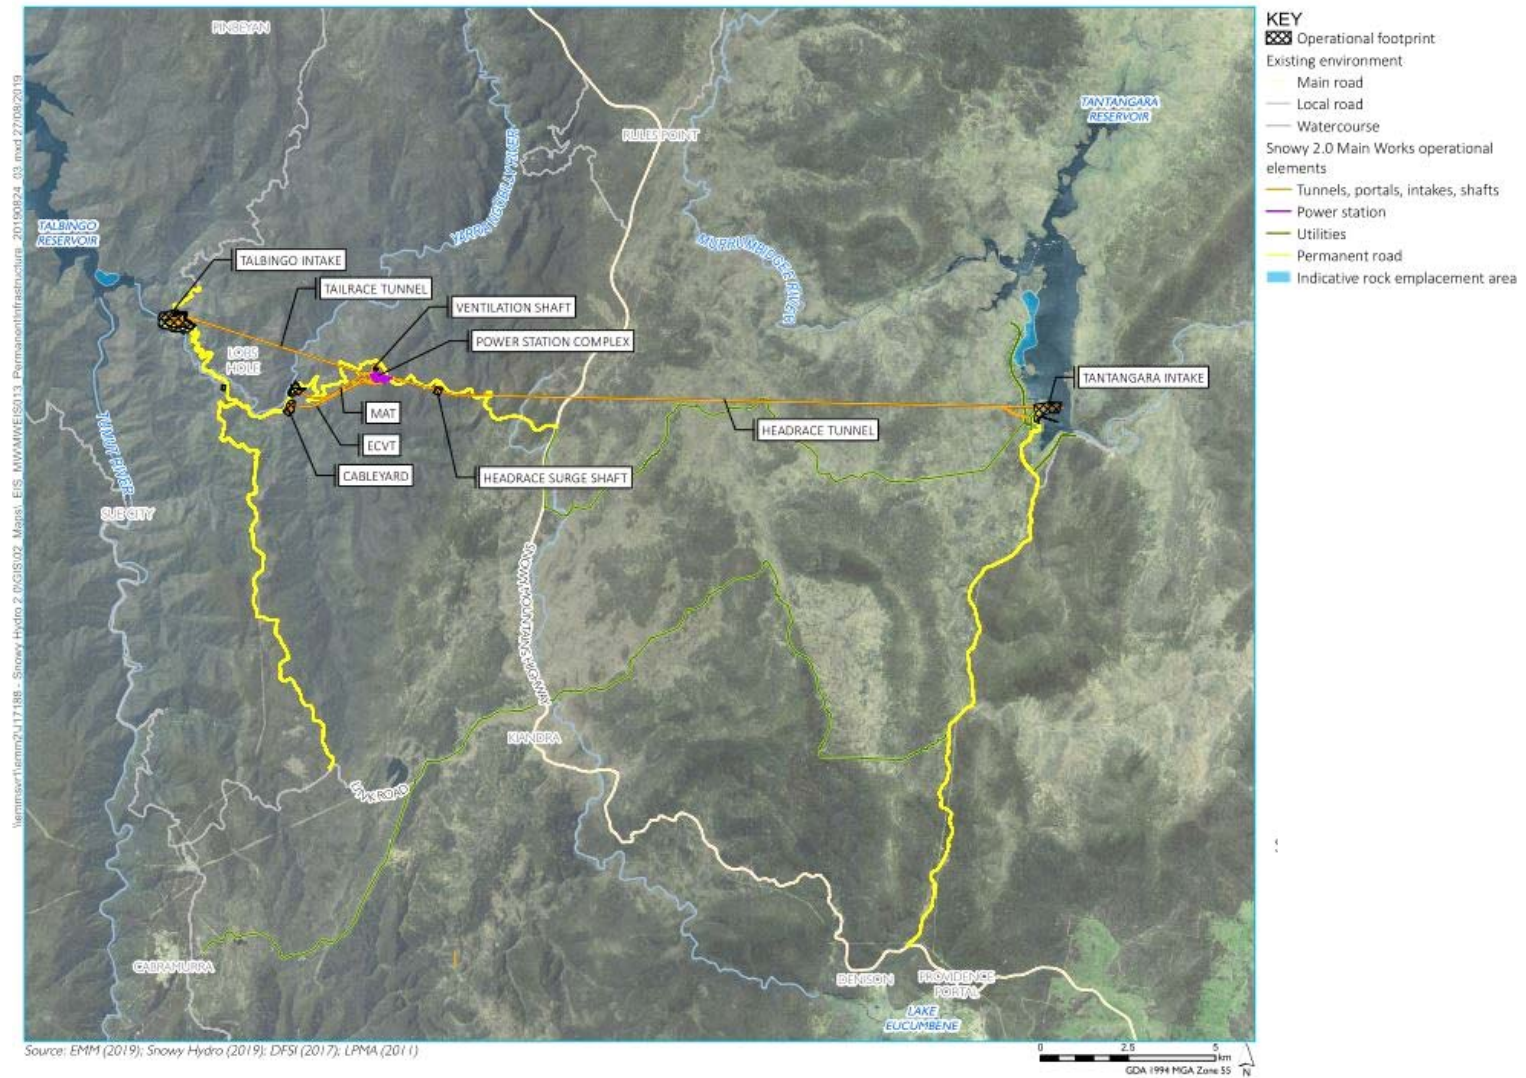 PINBEYAN
TANTANGARA
RESERVOIR
RULES POINT
YARRANGOBILLY RIVER
TALBINGO
RESERVOIR
MURRUMBIDGEE RIVER
TALBINGO INTAKE
TAILRACE TUNNEL
VENTILATION SHAFT
POWER STATION COMPLEX
LOBS
HOLE
TANTANGARA INTAKE
MAT
HEADRACE TUNNEL
ECVT
CABLEYARD
HEADRACE SURGE SHAFT
TUMUT RIVER
SUE CITY
SNOWY MOUNTAINS HIGHWAY
KIANDRA
LINK ROAD
CABRAMURRA
DENISON
PROVIDENCE
PORTAL
LAKE
EUCUMBENE
KEY
Operational footprint
Existing environment
Main road
Local road
Watercourse
Snowy 2.0 Main Works operational
elements
Tunnels, portals, intakes, shafts
Power station
Utilities
Permanent road
Indicative rock emplacement area
Source: EMM (2019); Snowy Hydro (2019); DFSI (2017); LPMA (2011)
0 2.5 5
km
GDA 1994 MGA Zone 55
N